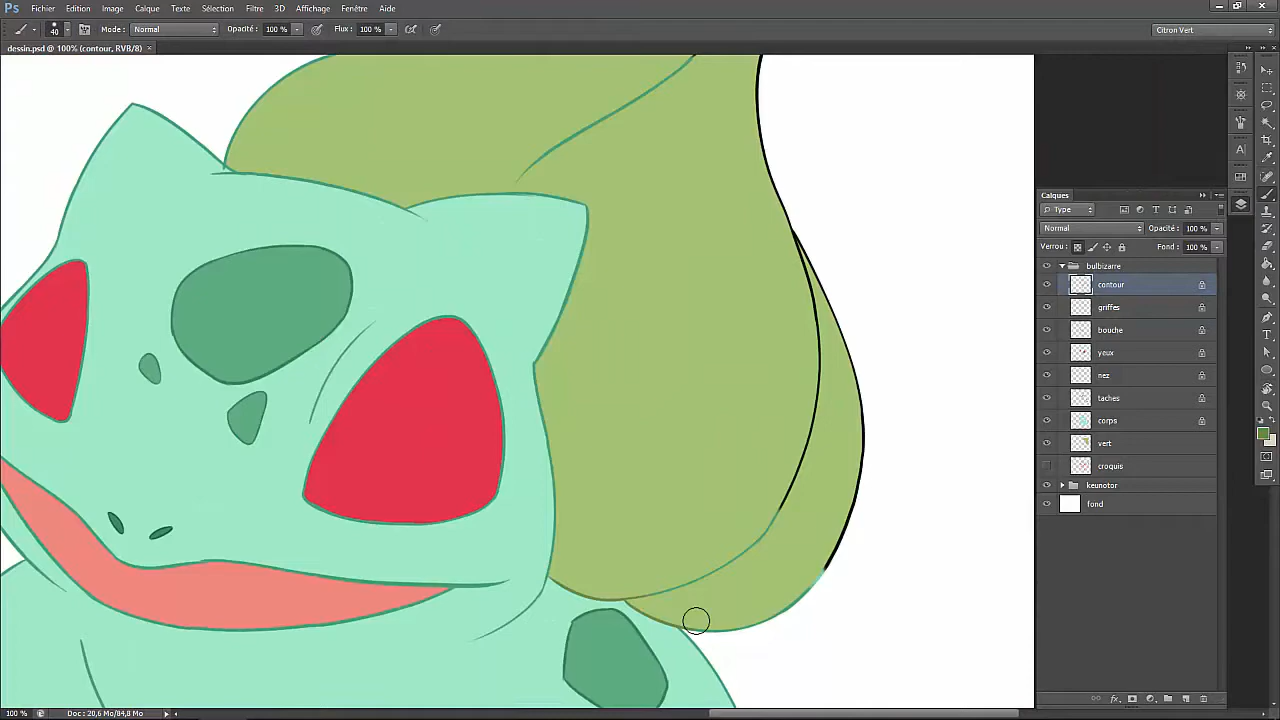 Ps Fichier Edition Image Calque Texte Sélection Filtre 3D Affichage Fenêtre Aide
40 Mode : Normal Opacité : 100 % Flux : 100 % Citron Vert
dessin.psd @ 100% (contour, RVB/8) ×
Calques
Type
Normal Opacité : 100 %
Verrou : Fond : 100 %
bulbizarre
contour
griffes
bouche
yeux
nez
taches
corps
vert
croquis
keunotor
fond
100 % Doc : 20,6 Mo/84,8 Mo